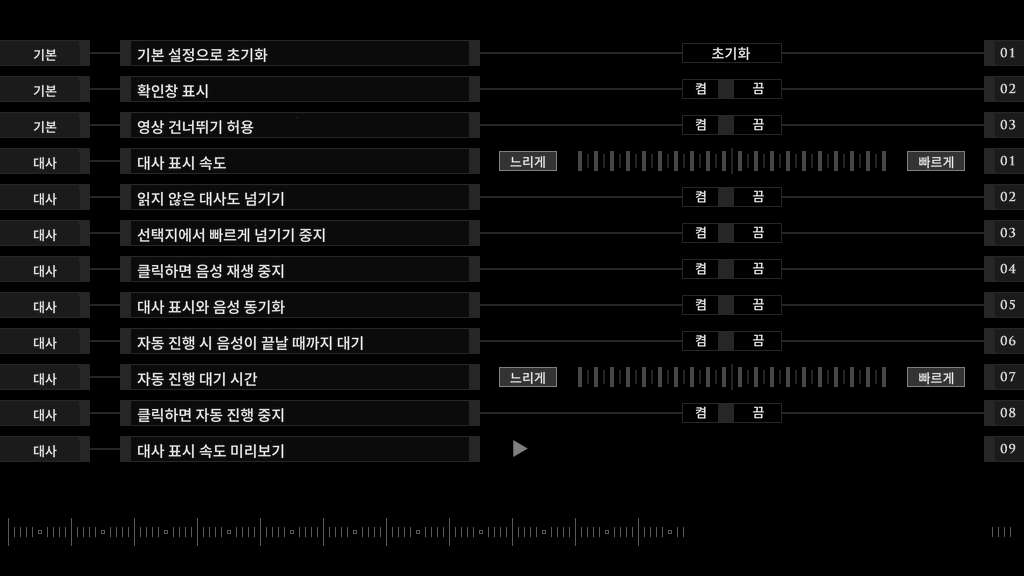 기본 기본 설정으로 초기화 초기화 01
기본 확인창 표시 켬 끔 02
기본 영상 건너뛰기 허용 켬 끔 03
대사 대사 표시 속도 느리게 빠르게 01
대사 읽지 않은 대사도 넘기기 켬 끔 02
대사 선택지에서 빠르게 넘기기 중지 켬 끔 03
대사 클릭하면 음성 재생 중지 켬 끔 04
대사 대사 표시와 음성 동기화 켬 끔 05
대사 자동 진행 시 음성이 끝날 때까지 대기 켬 끔 06
대사 자동 진행 대기 시간 느리게 빠르게 07
대사 클릭하면 자동 진행 중지 켬 끔 08
대사 대사 표시 속도 미리보기 09